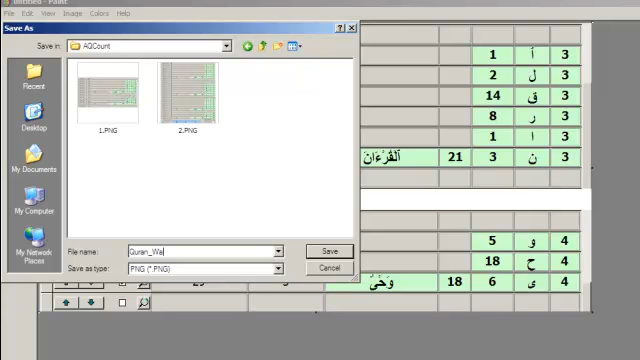 untitled - Paint
File Edit View Image Colors Help
Save As
Save in: AQCount
Recent
Desktop
My Documents
My Computer
My Network Places
1.PNG
2.PNG
File name: Quran_Wa
Save as type: PNG (*.PNG)
Save
Cancel
1 آ 3
2 ل 3
14 ق 3
8 ر 3
1 ا 3
ٱلْقُرْءَانَ 21 3 ن 3
5 و 4
18 ح 4
وَحْىٌ 18 6 ى 4